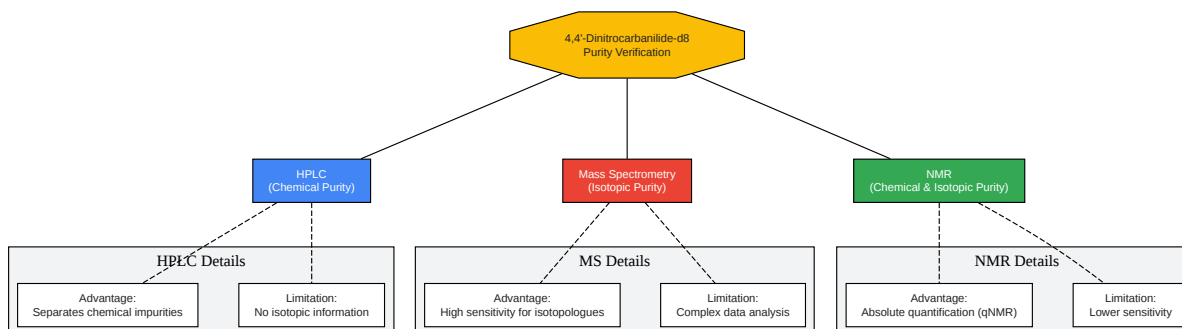 4,4'-Dinitrocarbanilide-d8
Purity Verification
HPLC
(Chemical Purity)
Mass Spectrometry
(Isotopic Purity)
NMR
(Chemical & Isotopic Purity)
HPLC Details
MS Details
NMR Details
Advantage:
Separates chemical impurities
Limitation:
No isotopic information
Advantage:
High sensitivity for isotopologues
Limitation:
Complex data analysis
Advantage:
Absolute quantification (qNMR)
Limitation:
Lower sensitivity